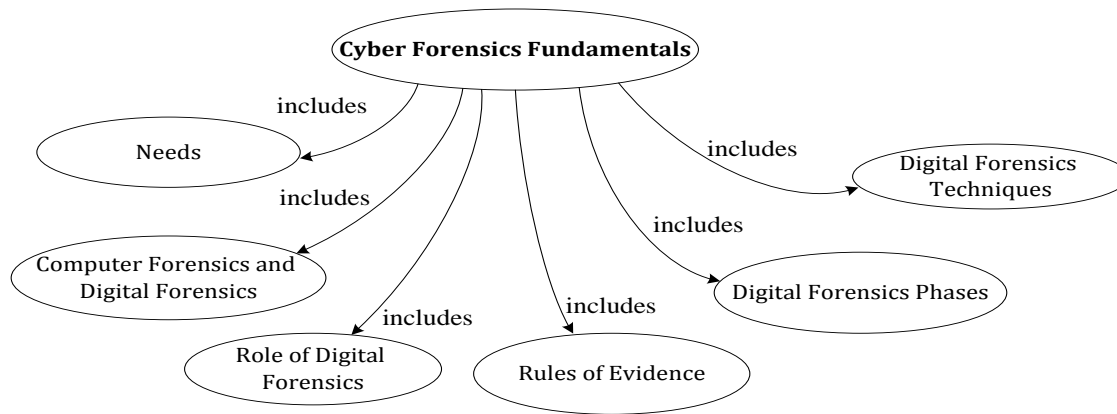 Cyber Forensics Fundamentals
includes
Needs
includes
Computer Forensics and
Digital Forensics
includes
Role of Digital
Forensics
includes
Rules of Evidence
includes
Digital Forensics Phases
includes
Digital Forensics
Techniques